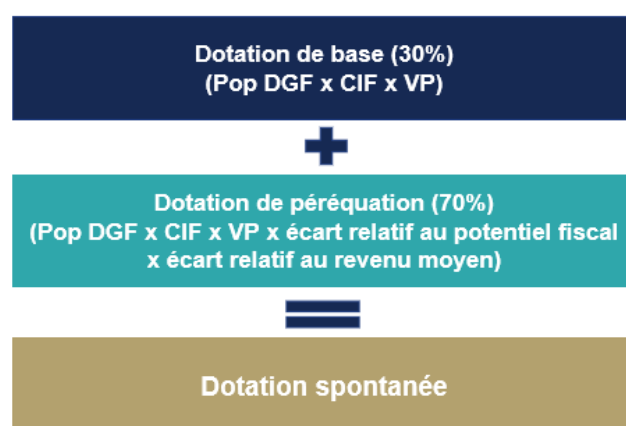 Dotation de base (30%)
(Pop DGF x CIF x VP)
Dotation de péréquation (70%)
(Pop DGF x CIF x VP x écart relatif au potentiel fiscal
x écart relatif au revenu moyen)
Dotation spontanée